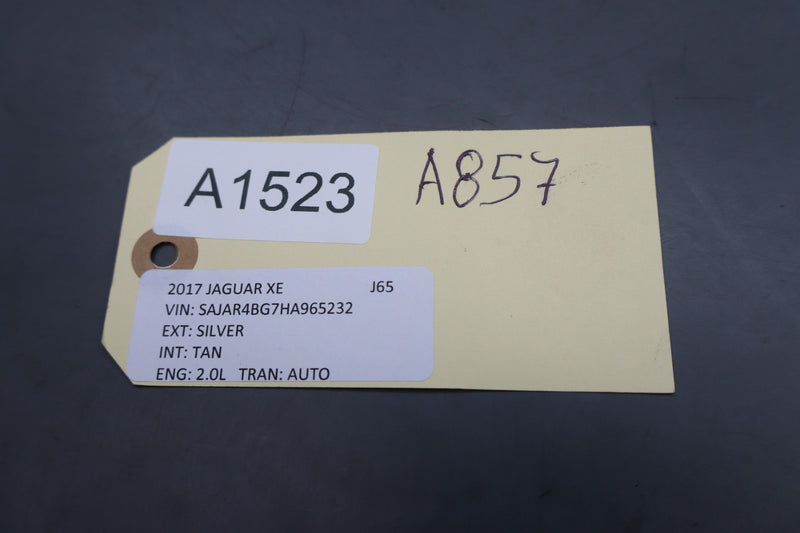 A1523
A857
2017 JAGUAR XE J65
VIN: SAJAR4BG7HA965232
EXT: SILVER
INT: TAN
ENG: 2.0L TRAN: AUTO